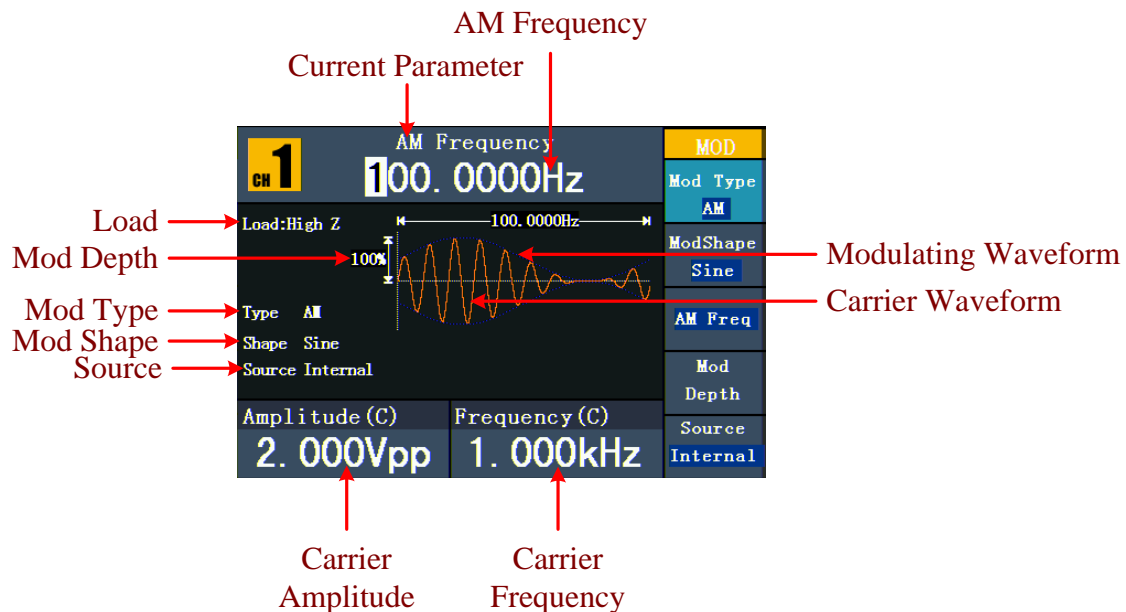 AM Frequency
Current Parameter
AM Frequency
CH 1
100.0000Hz
MOD
Mod Type
AM
Load
Load:High Z
100.0000Hz
ModShape
Sine
Mod Depth
100%
Modulating Waveform
Carrier Waveform
Mod Type
Type AM
AM Freq
Mod Shape
Shape Sine
Source
Source Internal
Mod
Depth
Amplitude(C)
Frequency(C)
2.000Vpp
1.000kHz
Source
Internal
Carrier
Amplitude
Carrier
Frequency